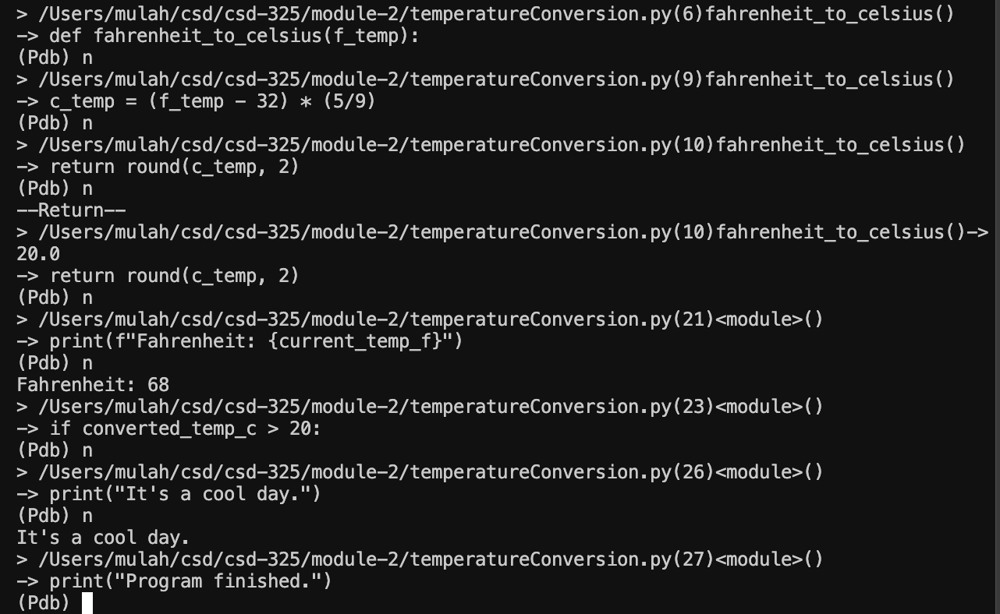 > /Users/mulah/csd/csd-325/module-2/temperatureConversion.py(6)fahrenheit_to_celsius()
-> def fahrenheit_to_celsius(f_temp):
(Pdb) n
> /Users/mulah/csd/csd-325/module-2/temperatureConversion.py(9)fahrenheit_to_celsius()
-> c_temp = (f_temp - 32) * (5/9)
(Pdb) n
> /Users/mulah/csd/csd-325/module-2/temperatureConversion.py(10)fahrenheit_to_celsius()
-> return round(c_temp, 2)
(Pdb) n
--Return--
> /Users/mulah/csd/csd-325/module-2/temperatureConversion.py(10)fahrenheit_to_celsius()->
20.0
-> return round(c_temp, 2)
(Pdb) n
> /Users/mulah/csd/csd-325/module-2/temperatureConversion.py(21)<module>()
-> print(f"Fahrenheit: {current_temp_f}")
(Pdb) n
Fahrenheit: 68
> /Users/mulah/csd/csd-325/module-2/temperatureConversion.py(23)<module>()
-> if converted_temp_c > 20:
(Pdb) n
> /Users/mulah/csd/csd-325/module-2/temperatureConversion.py(26)<module>()
-> print("It's a cool day.")
(Pdb) n
It's a cool day.
> /Users/mulah/csd/csd-325/module-2/temperatureConversion.py(27)<module>()
-> print("Program finished.")
(Pdb)